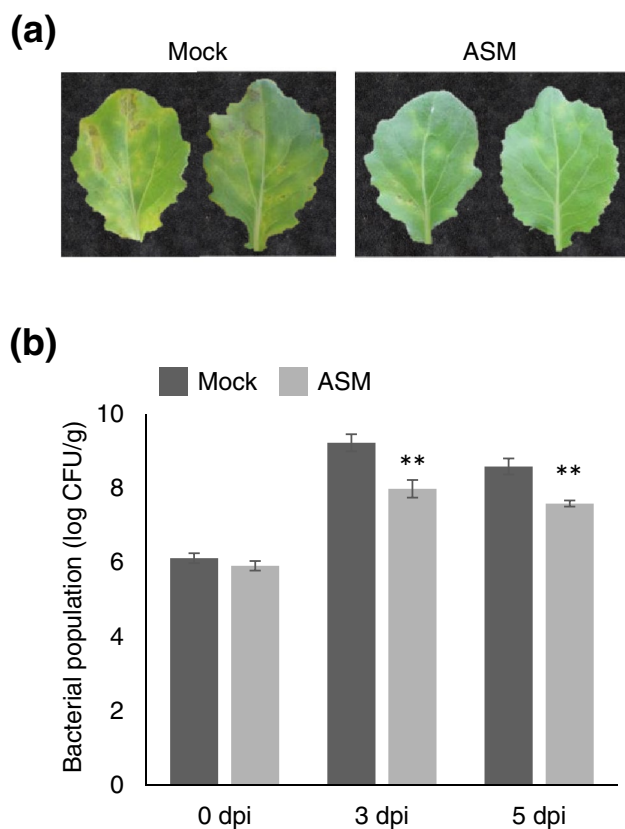 (a)
Mock
ASM
(b)
Mock ASM
Bacterial population (log CFU/g)
10
8
6
4
2
0
**
**
0 dpi 3 dpi 5 dpi